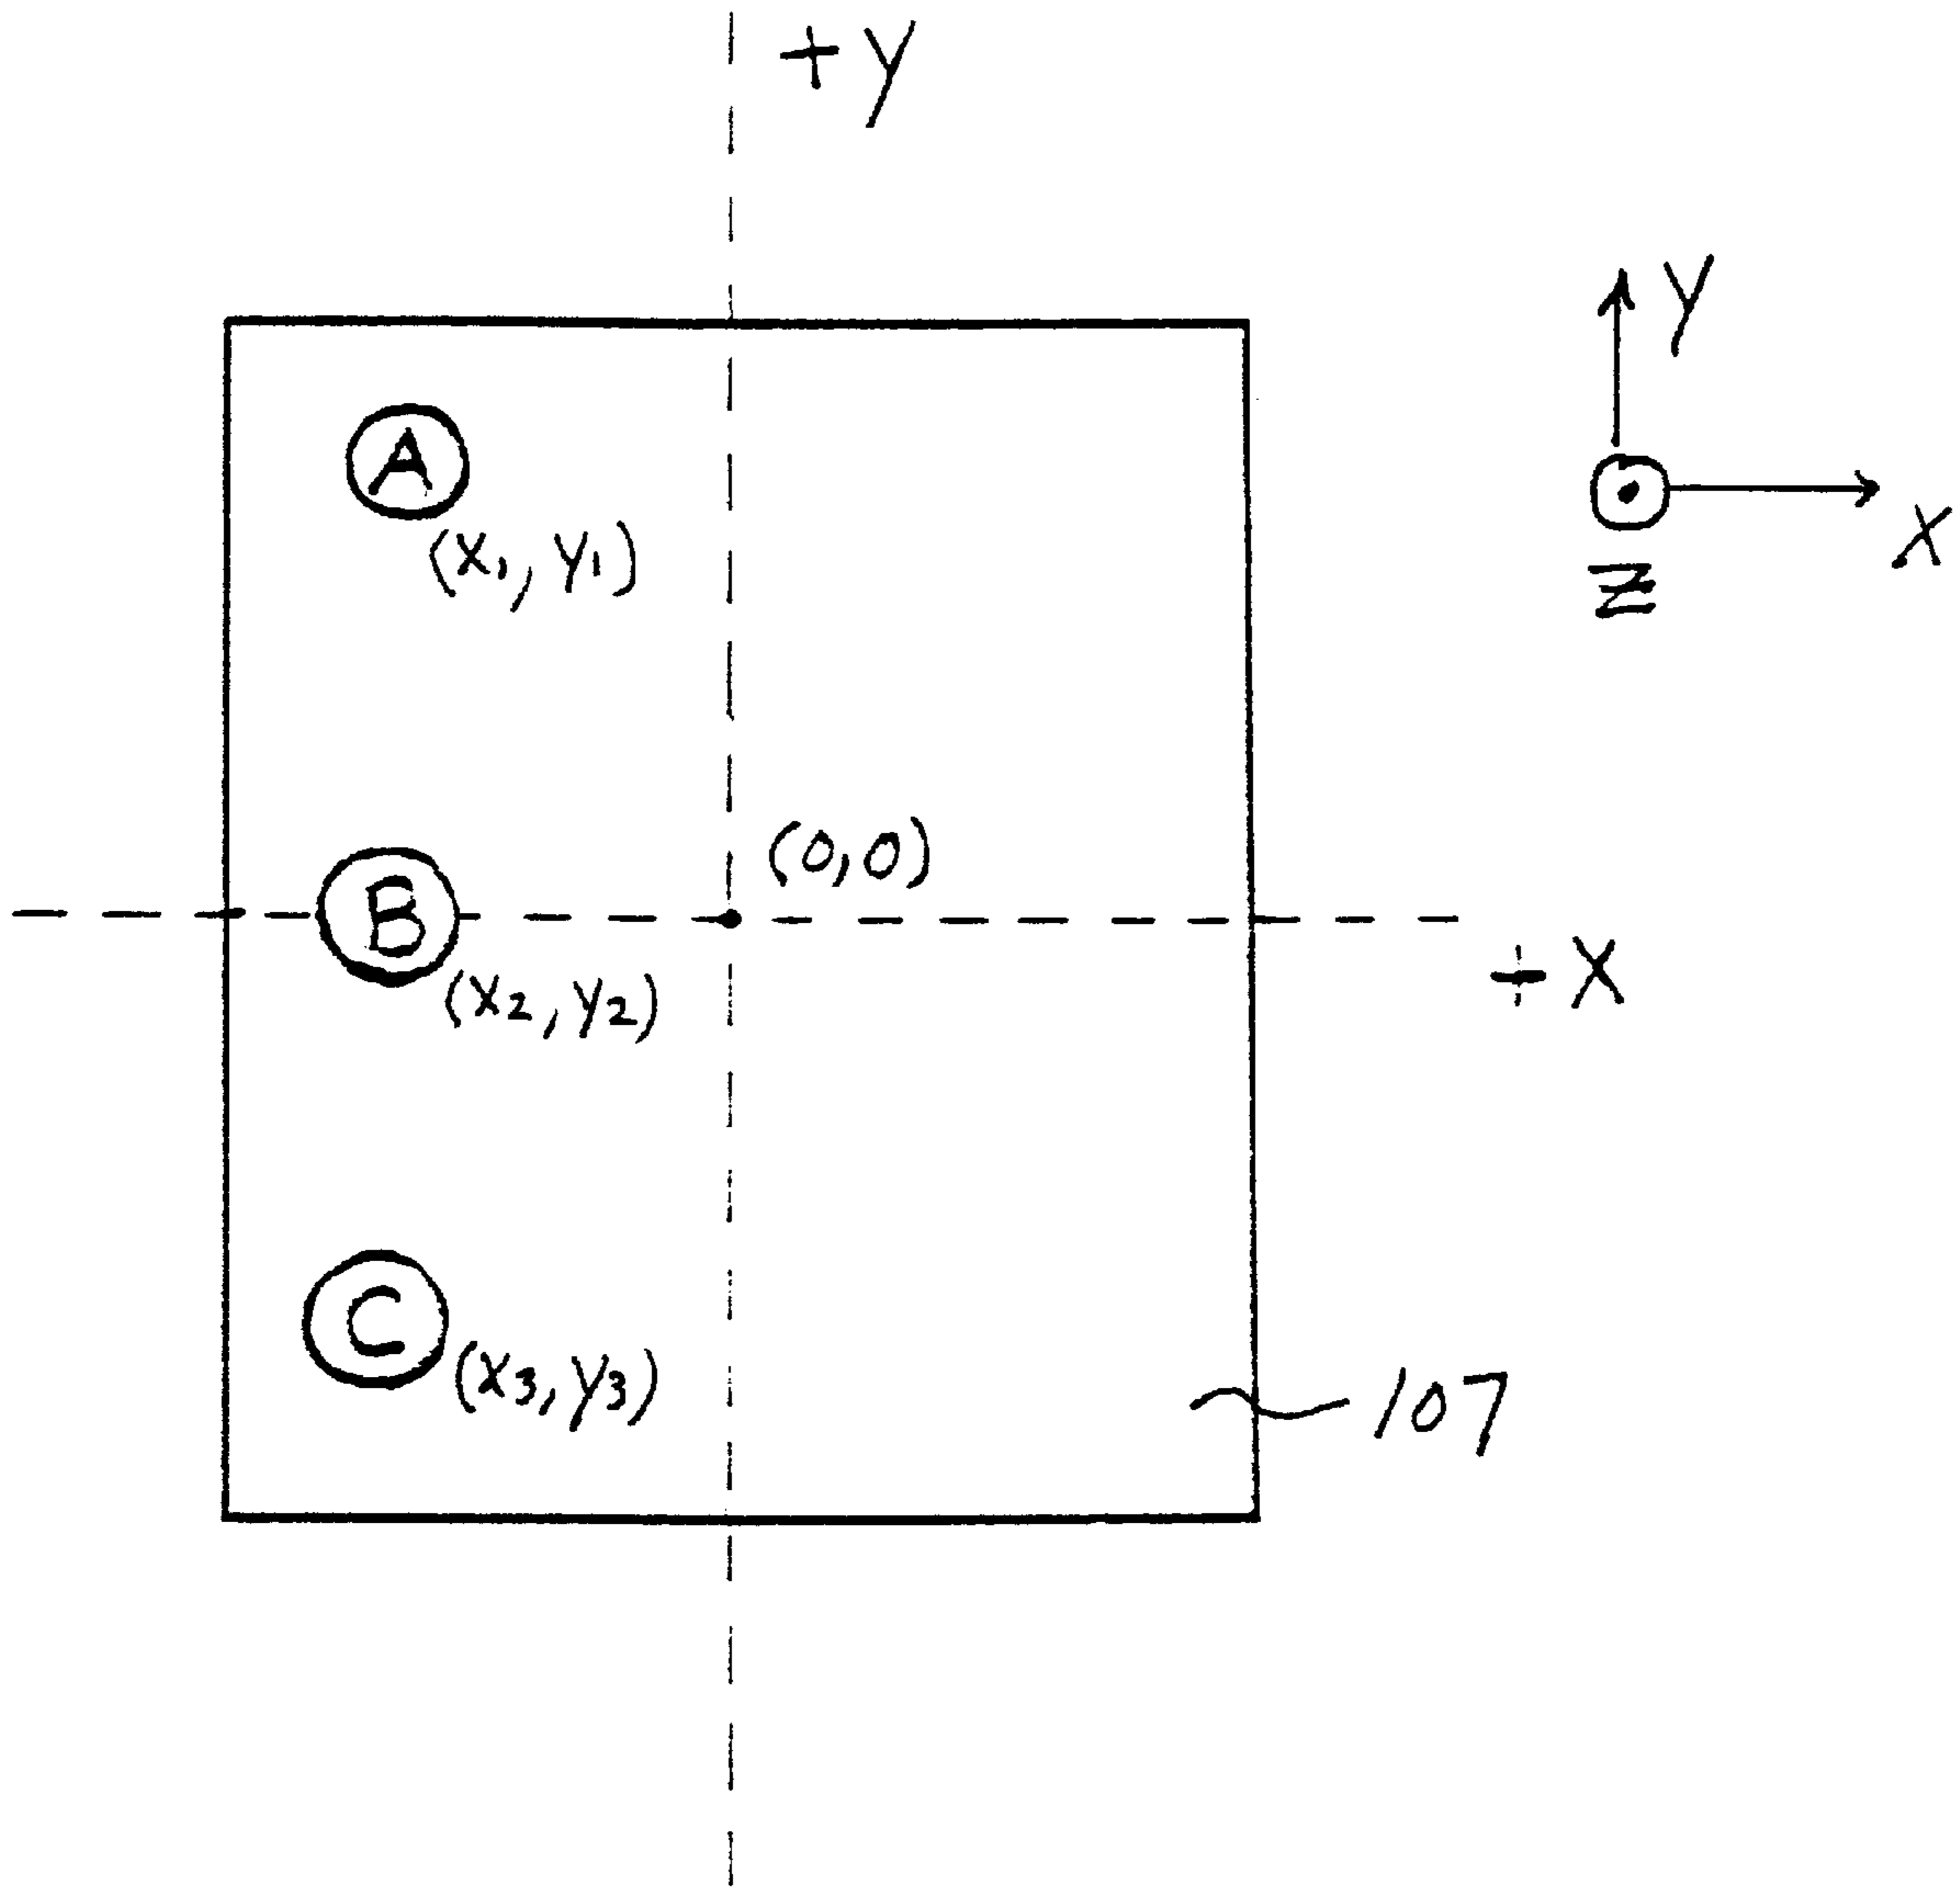 +y
y
A
(x₁, y₁)
x
z
(0,0)
B
+x
(x₂, y₂)
C
(x₃, y₃)
107